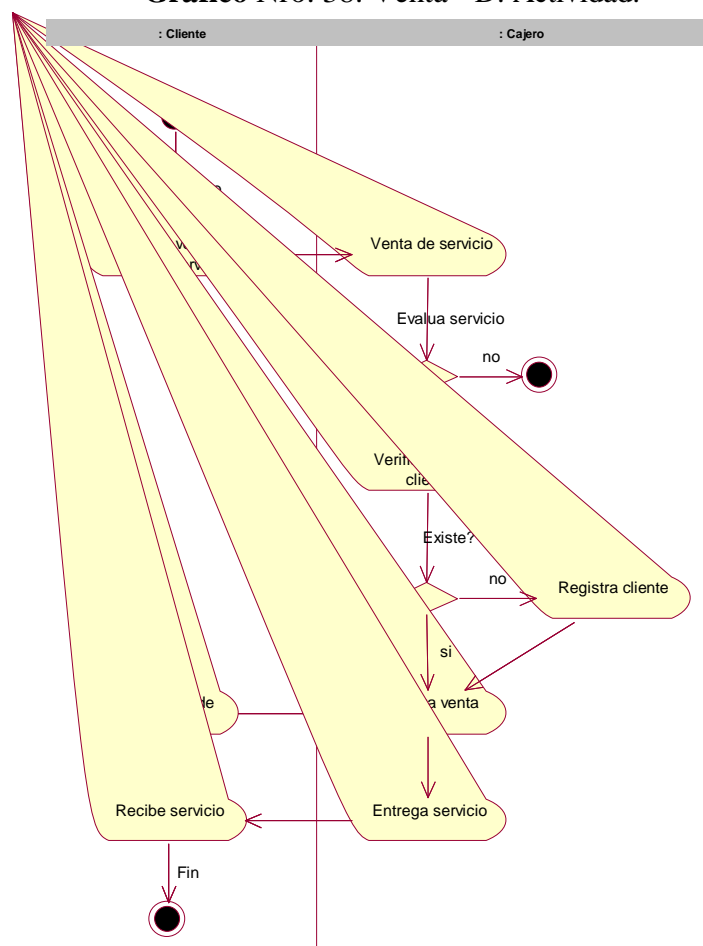 Gráfico Nro. 38: Venta - D. Actividad.
: Cliente
: Cajero
Venta de servicio
Evalua servicio
no
Existe?
no
Registra cliente
si
venta
Recibe servicio
Entrega servicio
Fin